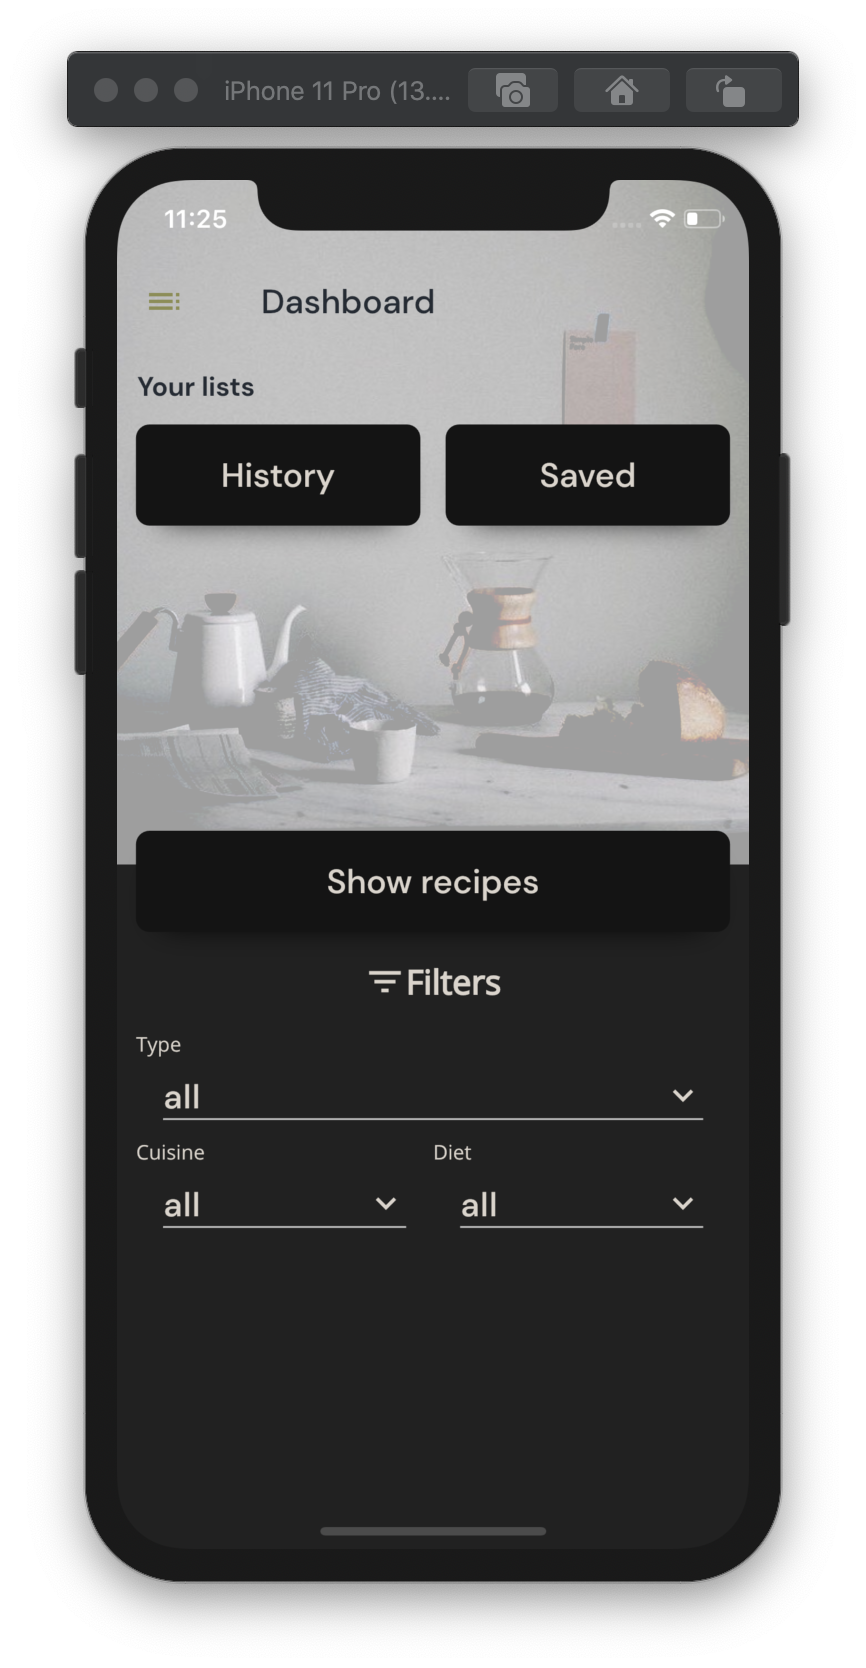 iPhone 11 Pro (13....
11:25
Dashboard
Your lists
History Saved
Show recipes
Filters
Type
all
Cuisine Diet
all all